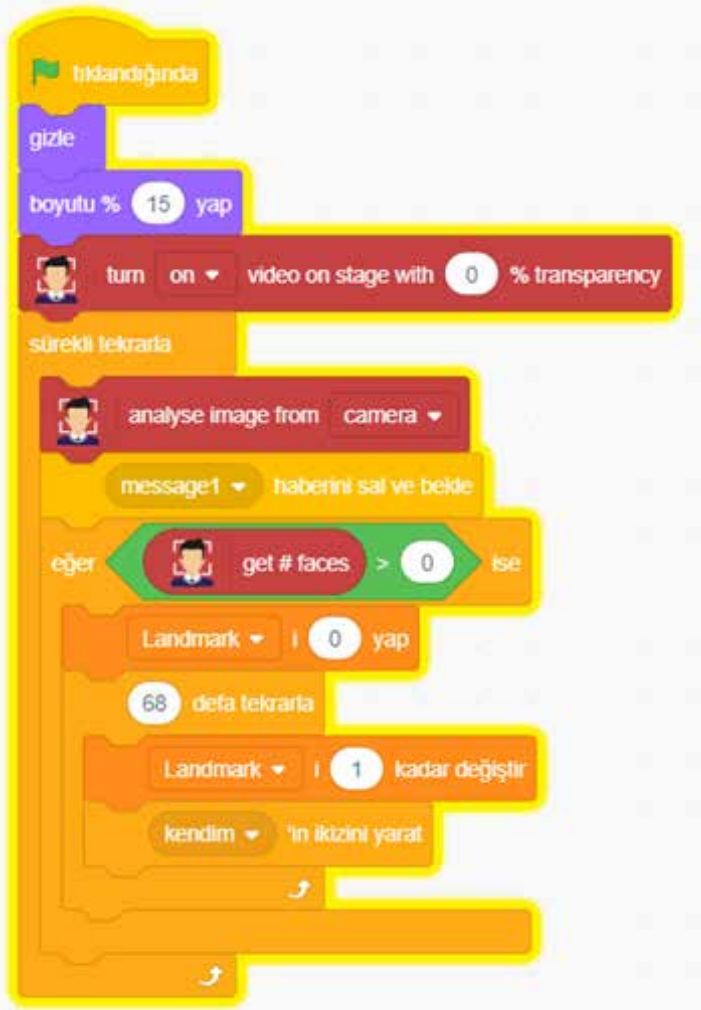 tıklandığında
gizle
boyutu % 15 yap
turn on video on stage with 0 % transparency
sürekli tekrarla
analyse image from camera
message1 haberini sal ve bekle
eğer get # faces > 0 ise
Landmark i 0 yap
68 defa tekrarla
Landmark i 1 kadar değiştir
kendim 'in ikizini yarat